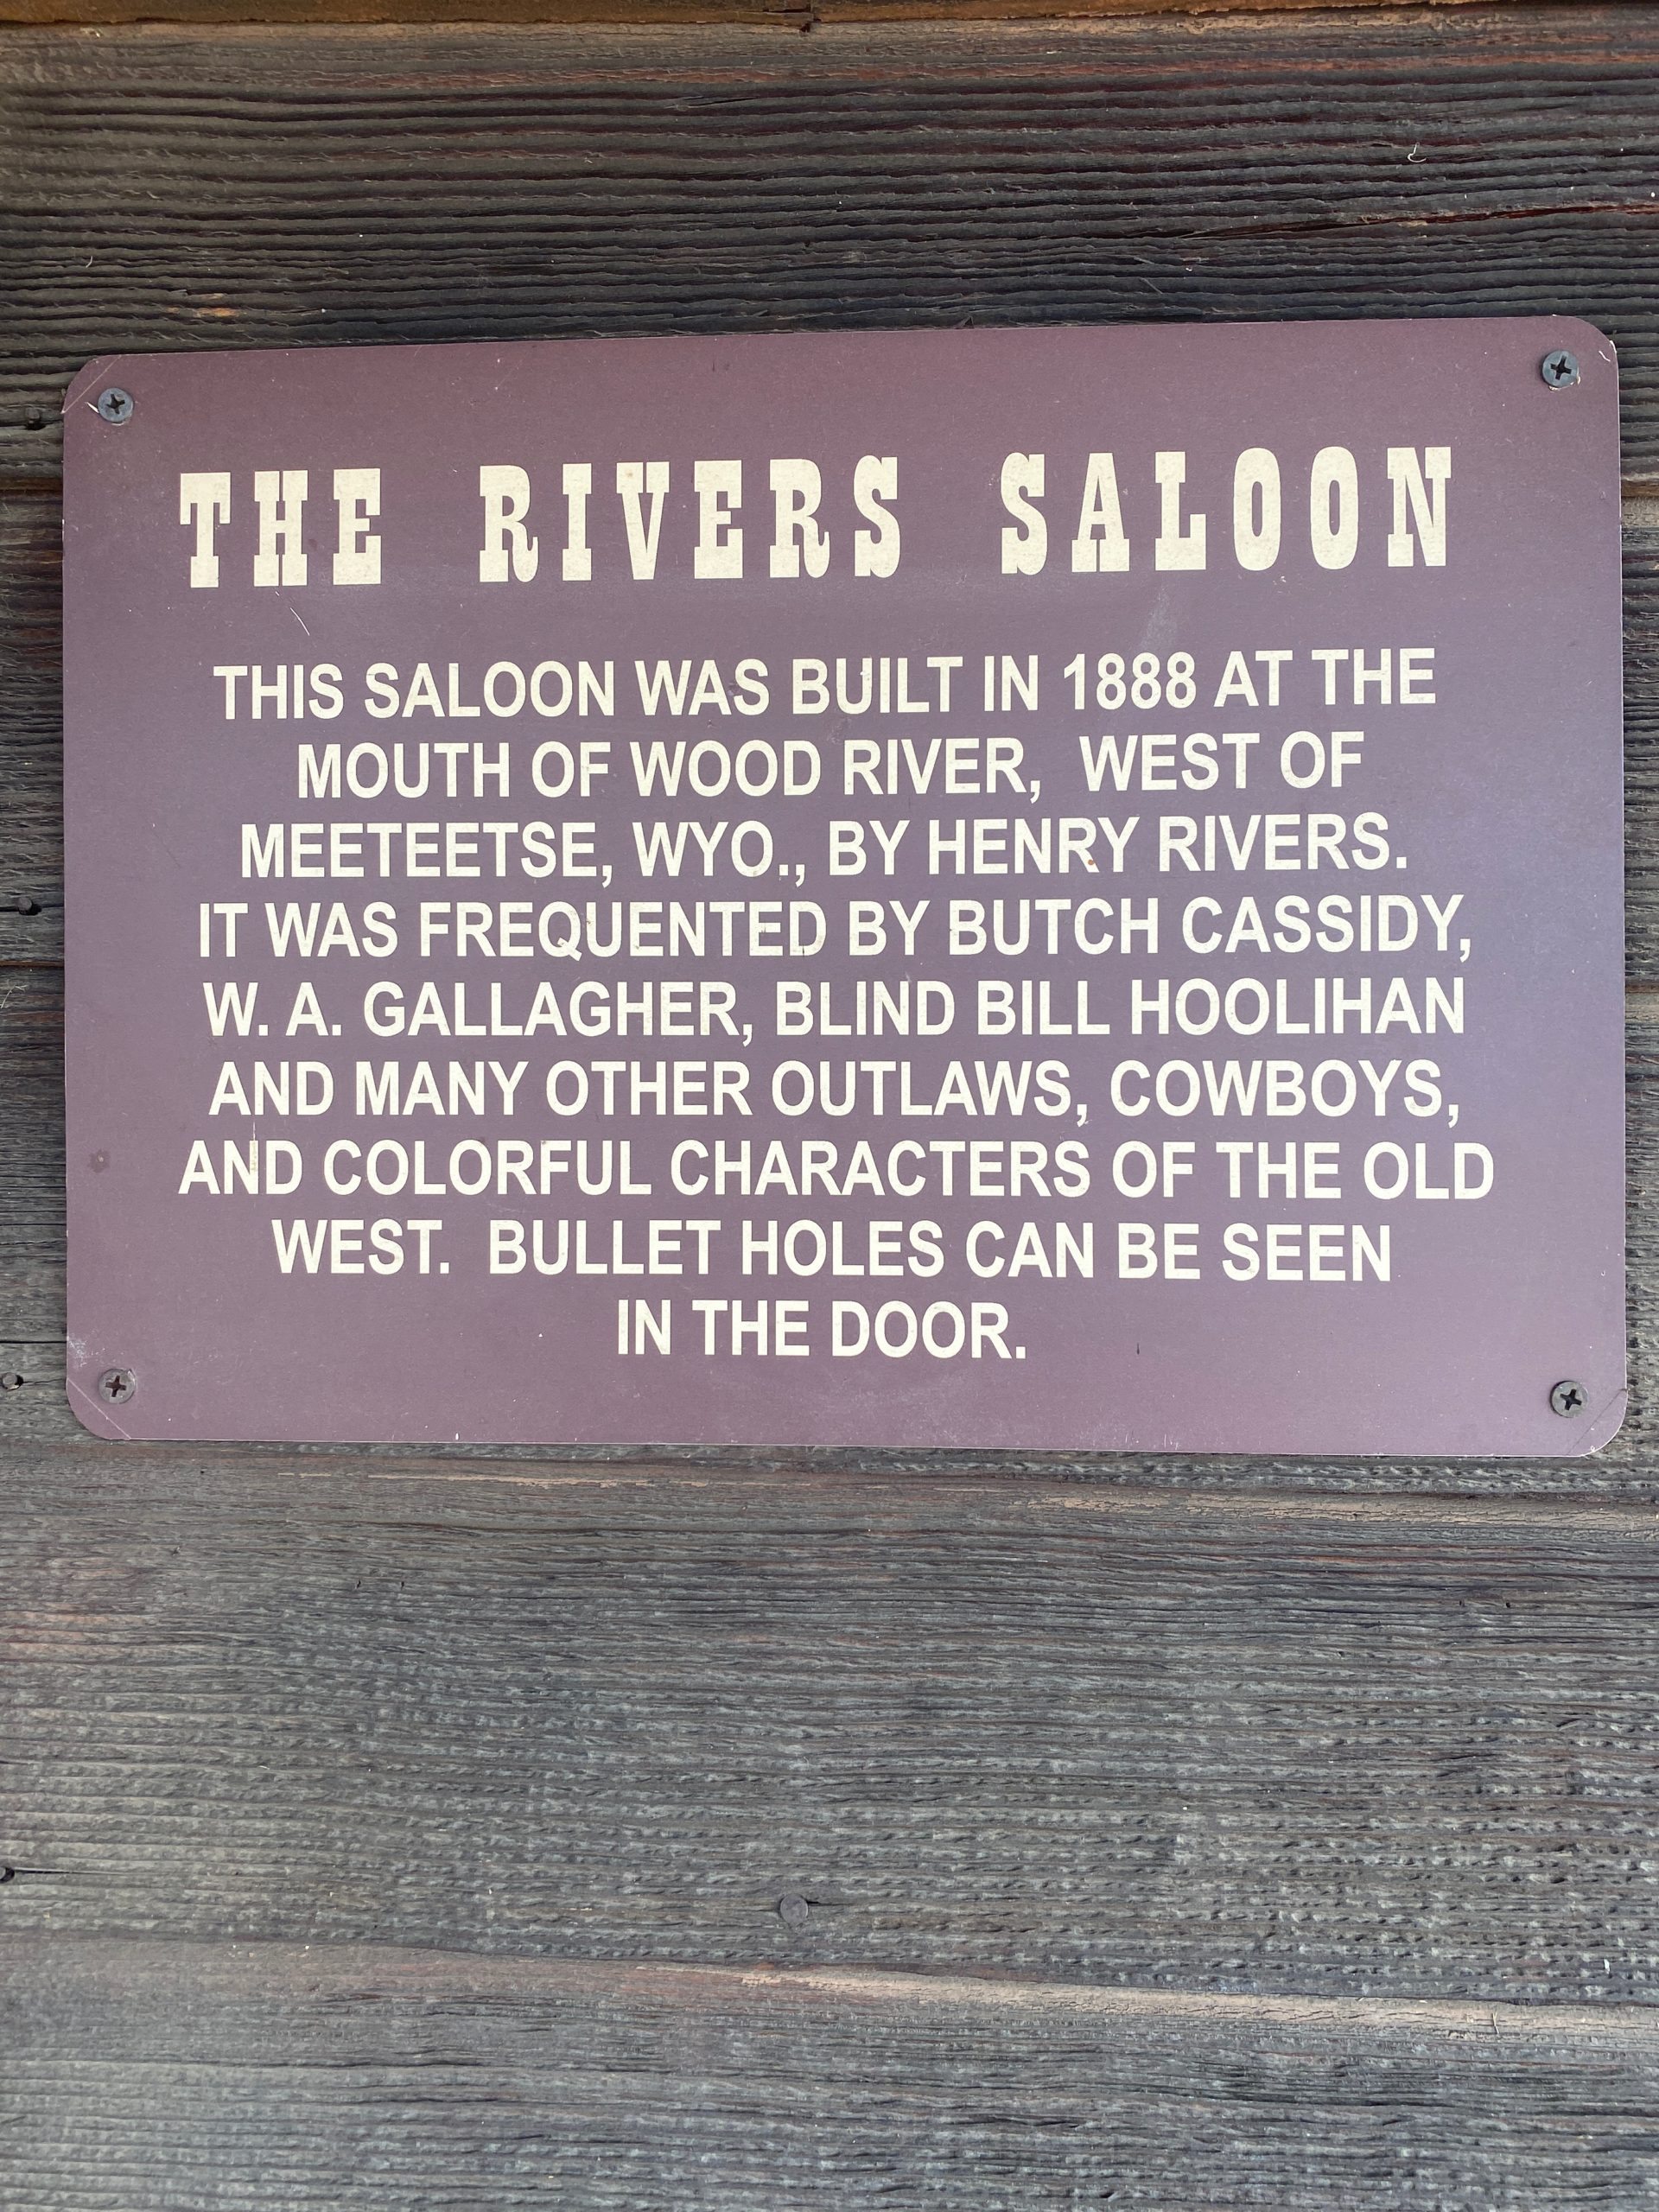 THE RIVERS SALOON
THIS SALOON WAS BUILT IN 1888 AT THE
MOUTH OF WOOD RIVER, WEST OF
MEETEETSE, WYO., BY HENRY RIVERS.
IT WAS FREQUENTED BY BUTCH CASSIDY,
W. A. GALLAGHER, BLIND BILL HOOLIHAN
AND MANY OTHER OUTLAWS, COWBOYS,
AND COLORFUL CHARACTERS OF THE OLD
WEST. BULLET HOLES CAN BE SEEN
IN THE DOOR.